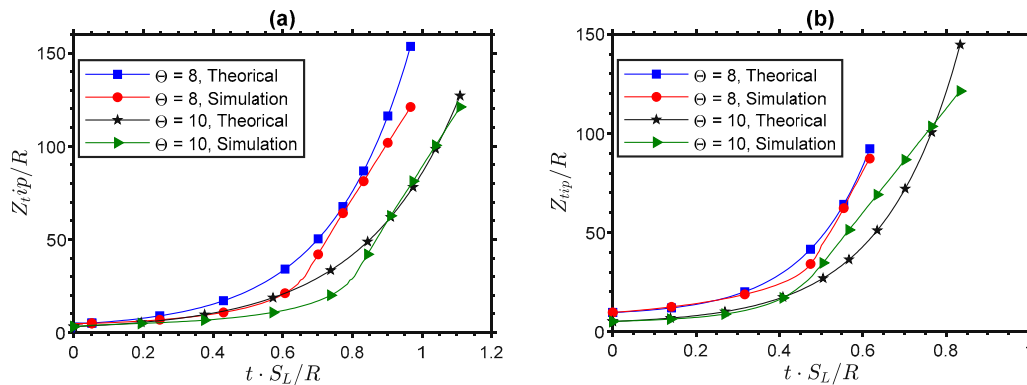 (a)
150
100
50
0
Z_tip/R
Θ = 8, Theorical
Θ = 8, Simulation
Θ = 10, Theorical
Θ = 10, Simulation
0 0.2 0.4 0.6 0.8 1 1.2
t · S_L/R
(b)
150
100
50
0
Z_tip/R
Θ = 8, Theorical
Θ = 8, Simulation
Θ = 10, Theorical
Θ = 10, Simulation
0 0.2 0.4 0.6 0.8
t · S_L/R